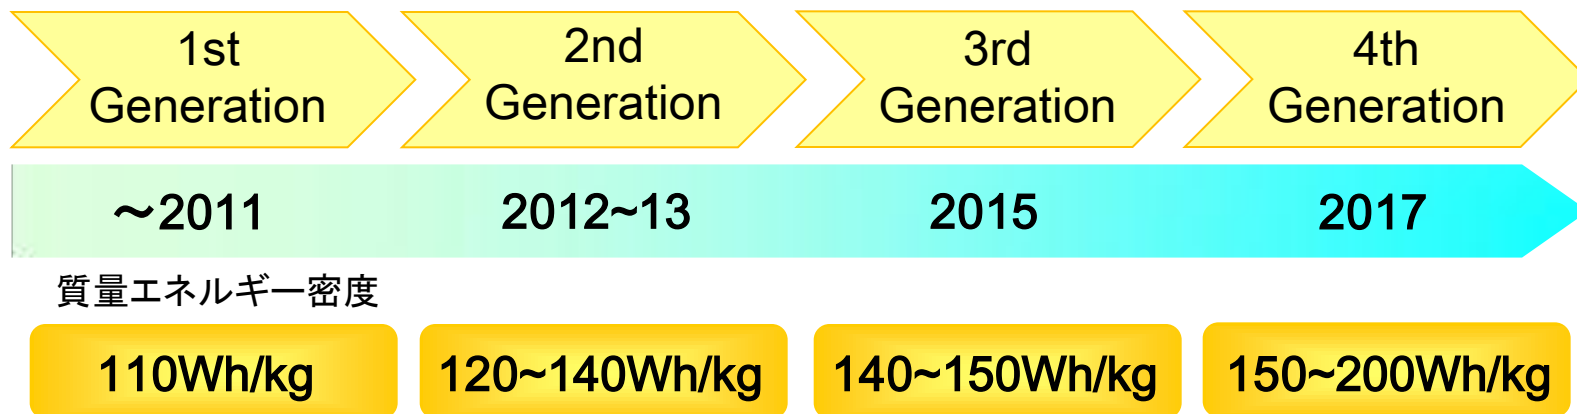 1st
Generation
2nd
Generation
3rd
Generation
4th
Generation
～2011
2012~13
2015
2017
質量エネルギー密度
110Wh/kg
120~140Wh/kg
140~150Wh/kg
150~200Wh/kg